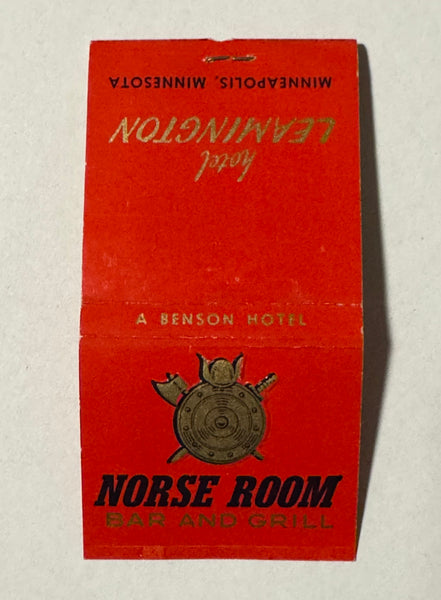 MINNEAPOLIS, MINNESOTA
hotel
LEAMINGTON
A BENSON HOTEL
NORSE ROOM
BAR AND GRILL